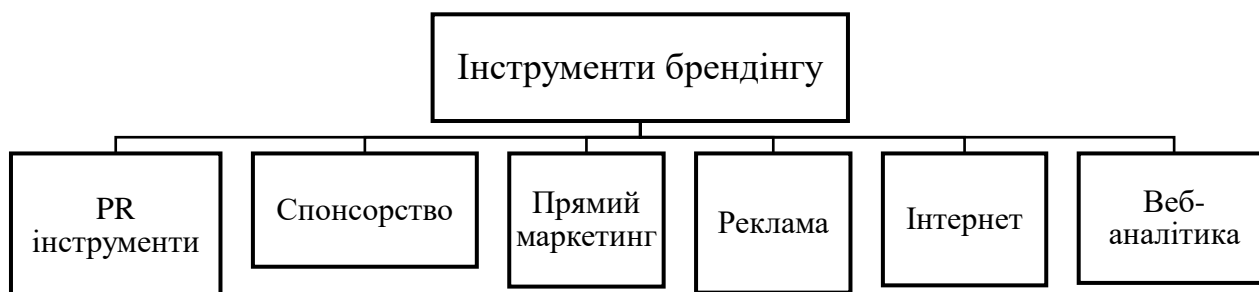 Інструменти брендінгу
PR
інструменти
Спонсорство
Прямий
маркетинг
Реклама
Інтернет
Веб-
аналітика